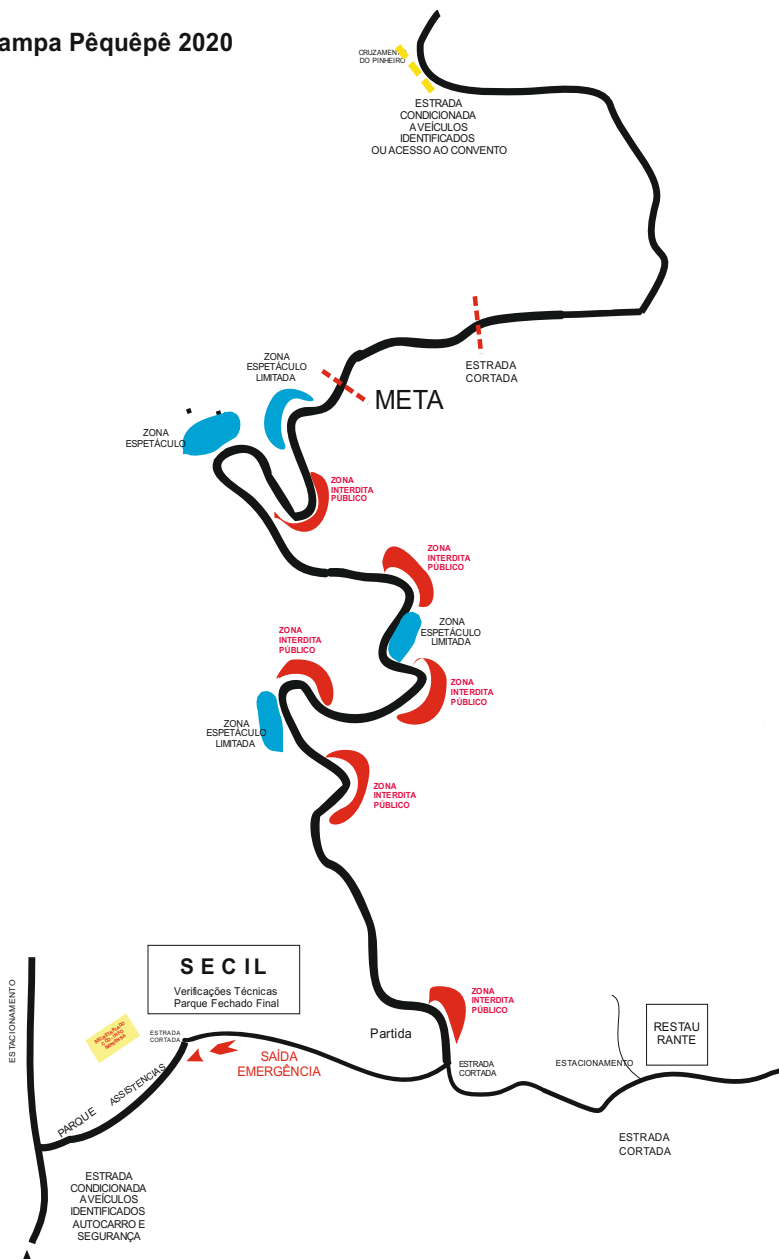 ampa Pêquêpê 2020
CRUZAMEN
DO PINHEIRO
ESTRADA
CONDICIONADA
A VEÍCULOS
IDENTIFICADOS
OU ACESSO AO CONVENTO
ZONA
ESPETÁCULO
LIMITADA
ESTRADA
CORTADA
META
ZONA
ESPETÁCULO
ZONA
INTERDITA
PÚBLICO
ZONA
INTERDITA
PÚBLICO
ZONA
ESPETÁCULO
LIMITADA
ZONA
INTERDITA
PÚBLICO
ZONA
INTERDITA
PÚBLICO
ZONA
ESPETÁCULO
LIMITADA
ZONA
INTERDITA
PÚBLICO
SECIL
Verificações Técnicas
Parque Fechado Final
ZONA
INTERDITA
PÚBLICO
ESTACIONAMENTO
Partida
RESTAU
RANTE
ESTRADA
CORTADA
SAÍDA
EMERGÊNCIA
ESTRADA
CORTADA
ESTACIONAMENTO
PARQUE ASSISTENCIAS
ESTRADA
CORTADA
ESTRADA
CONDICIONADA
A VEÍCULOS
IDENTIFICADOS
AUTOCARRO E
SEGURANÇA